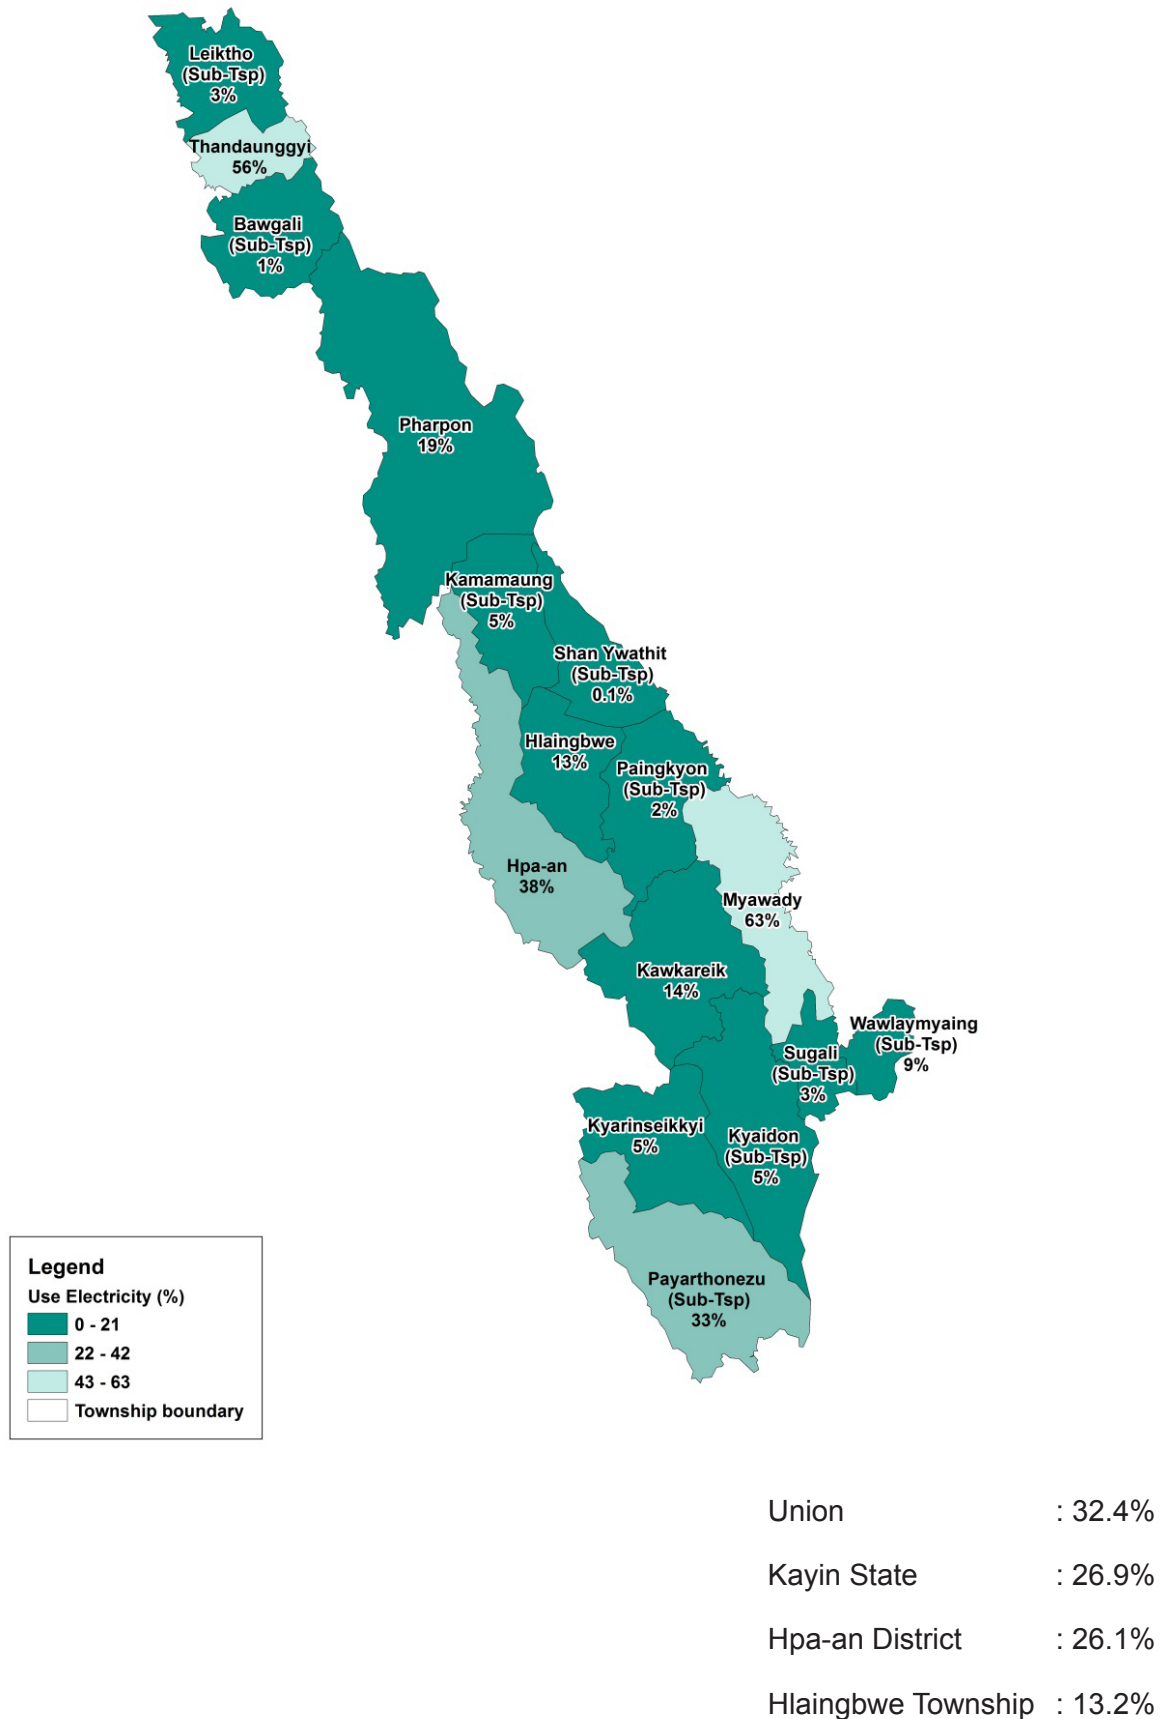 Leiktho
(Sub-Tsp)
3%
Thandaunggyi
56%
Bawgali
(Sub-Tsp)
1%
Pharpon
19%
Kamamaung
(Sub-Tsp)
5%
Shan Ywathit
(Sub-Tsp)
0.1%
Hlaingbwe
13%
Paingkyon
(Sub-Tsp)
2%
Hpa-an
38%
Myawady
63%
Kawkareik
14%
Wawlaymyaing
(Sub-Tsp)
9%
Sugali
(Sub-Tsp)
3%
Kyarinseikkyi
5%
Kyaidon
(Sub-Tsp)
5%
Payarthonezu
(Sub-Tsp)
33%
Legend
Use Electricity (%)
0 - 21
22 - 42
43 - 63
Township boundary
Union : 32.4%
Kayin State : 26.9%
Hpa-an District : 26.1%
Hlaingbwe Township : 13.2%